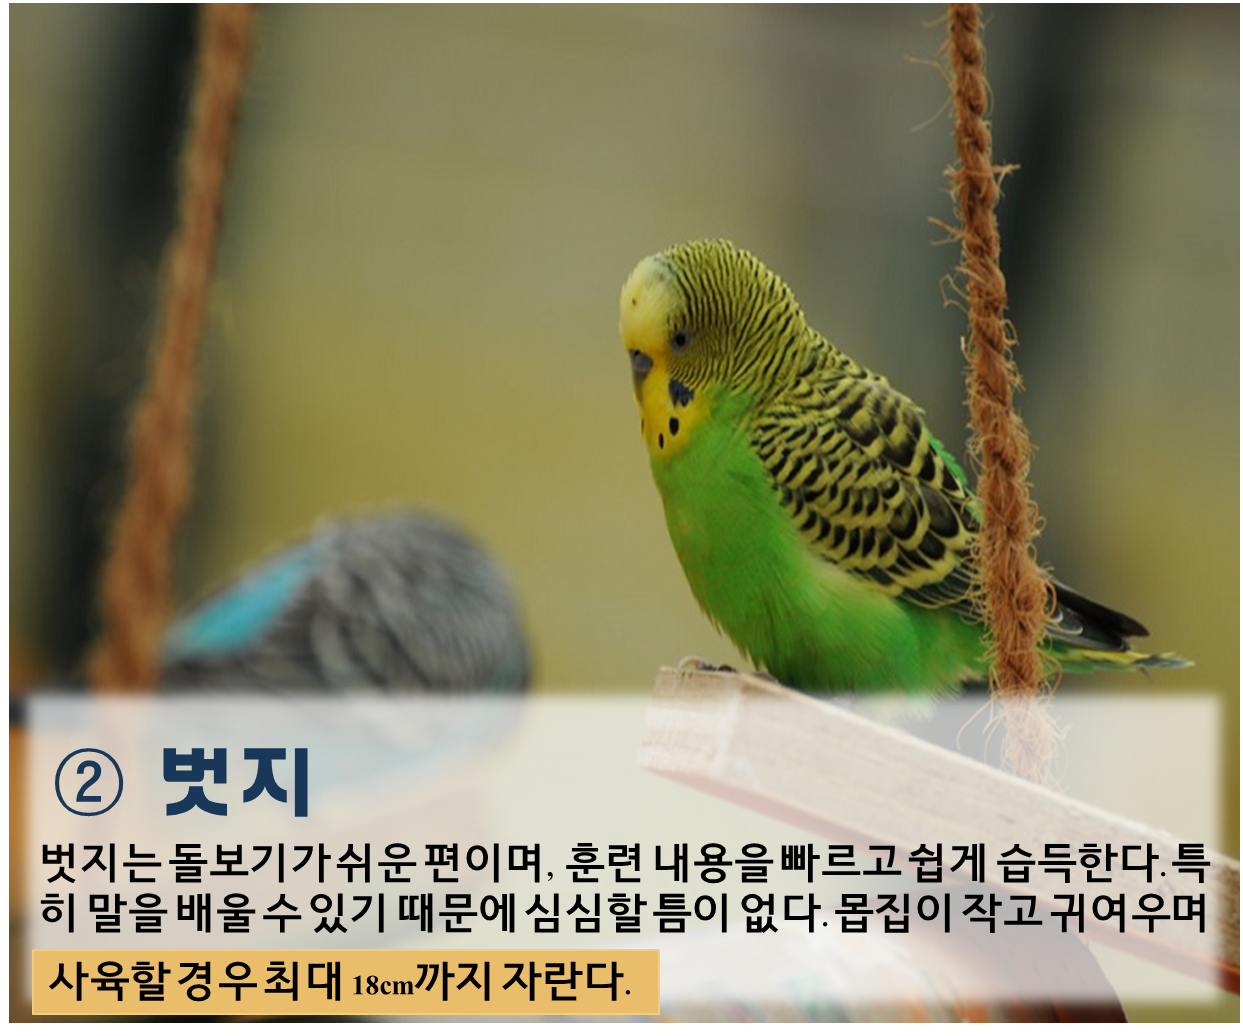 ② 벗지
벗지는 돌보기가 쉬운 편이며, 훈련 내용을 빠르고 쉽게 습득한다. 특
히 말을 배울 수 있기 때문에 심심할 틈이 없다. 몹집이 작고 귀여우며
사육할 경우 최대 18cm까지 자란다.